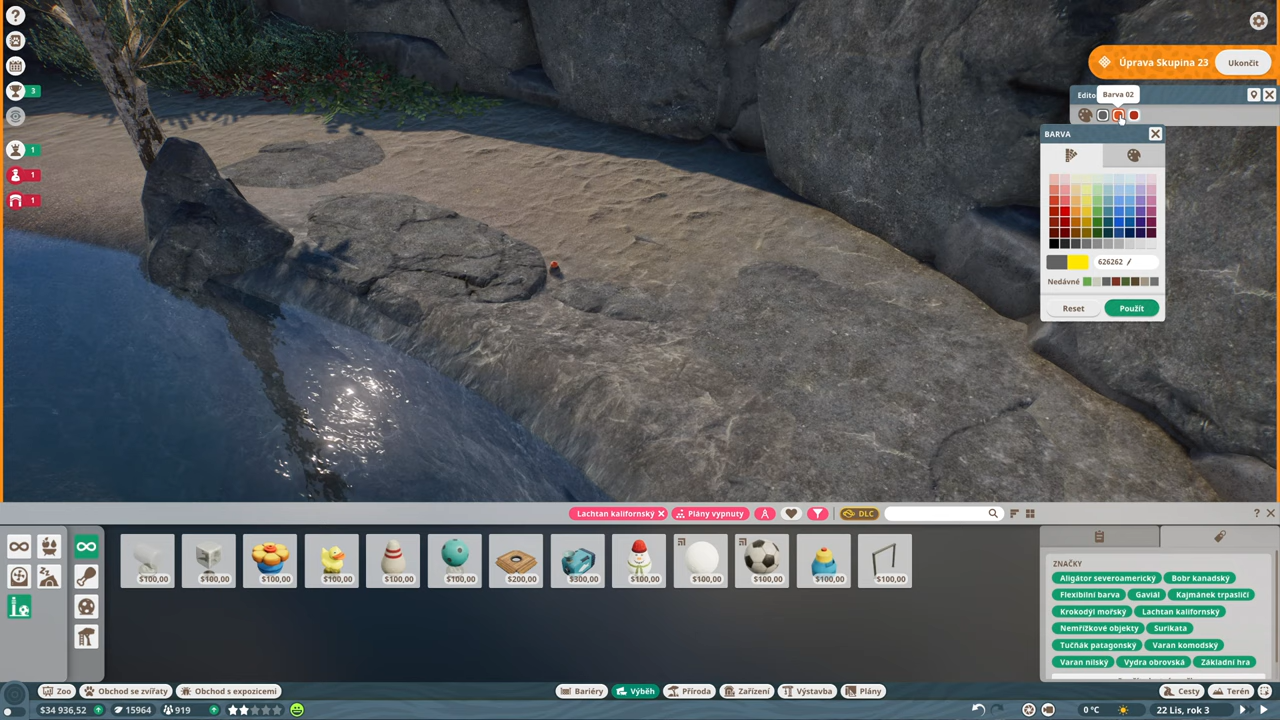 ?
3
1
1
1
Úprava Skupina 23
Ukončit
Barva 02
Edito
BARVA
626262 /
Nedávné
Reset
Použít
Lachtan kalifornský
Plány vypnuty
DLC
?
$100,00
$100,00
$100,00
$100,00
$100,00
$100,00
$200,00
$300,00
$100,00
$100,00
$100,00
$100,00
$100,00
ZNAČKY
Aligátor severoamerický
Bobr kanadský
Flexibilní barva
Gaviál
Kajmánek trpasličí
Krokodýl mořský
Lachtan kalifornský
Nemřížkové objekty
Surikata
Tučňák patagonský
Varan komodský
Varan nilský
Vydra obrovská
Základní hra
Zoo
Obchod se zvířaty
Obchod s expozicemi
Bariéry
Výběh
Příroda
Zařízení
Výstavba
Plány
Cesty
Terén
$34 936,52
15964
919
0 °C
22 Lis, rok 3